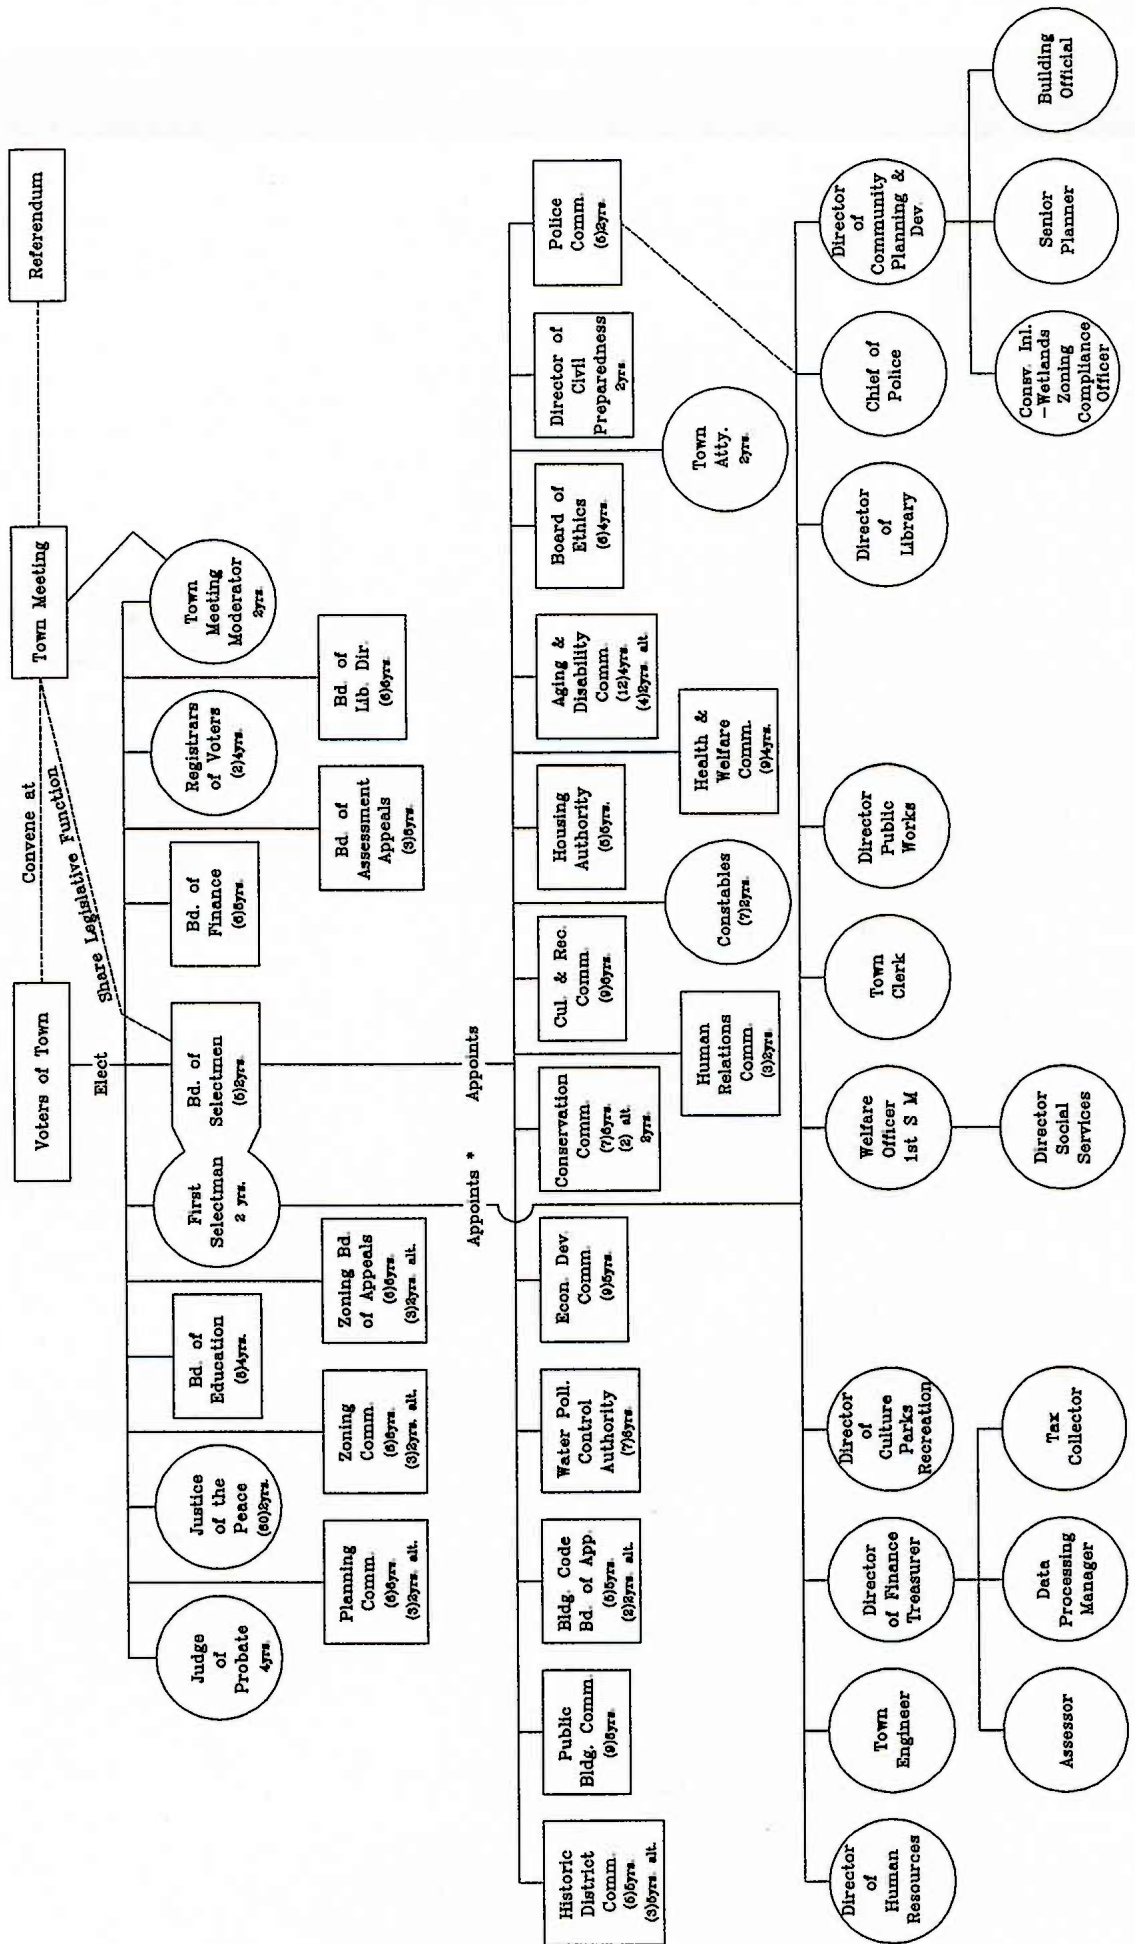 Voters of Town
Convene at
Town Meeting
Referendum
Share Legislative Function
Elect
Judge
of
Probate
4yrs.
Justice
of the
Peace
(60)2yrs.
Bd. of
Education
(8)4yrs.
First
Selectman
2 yrs.
Bd. of
Selectmen
(5)2yrs.
Bd. of
Finance
(6)6yrs.
Registrars
of Voters
(2)4yrs.
Town
Meeting
Moderator
2yrs.
Planning
Comm.
(6)6yrs.
(3)2yrs. alt.
Zoning
Comm.
(6)6yrs.
(3)2yrs. alt.
Zoning Bd.
of Appeals
(6)6yrs.
(3)2yrs. alt.
Bd. of
Assessment
Appeals
(3)6yrs.
Bd. of
Lib. Dir.
(6)6yrs.
Appoints *
Appoints
Historic
District
Comm.
(5)5yrs.
(3)5yrs. alt.
Public
Bldg. Comm.
(9)6yrs.
Bldg. Code
Bd. of App.
(5)5yrs.
(2)2yrs. alt.
Water Poll.
Control
Authority
(7)6yrs.
Econ. Dev.
Comm.
(9)5yrs.
Conservation
Comm.
(7)6yrs.
(2) alt.
2yrs.
Cul. & Rec.
Comm.
(9)6yrs.
Housing
Authority
(5)5yrs.
Aging &
Disability
Comm.
(12)4yrs.
(4)2yrs. alt.
Board of
Ethics
(6)4yrs.
Director of
Civil
Preparedness
2yrs.
Police
Comm.
(5)2yrs.
Human
Relations
Comm.
(3)2yrs.
Constables
(7)2yrs.
Health &
Welfare
Comm.
(9)4yrs.
Town
Atty.
2yrs.
Director
of
Human
Resources
Town
Engineer
Director
of Finance
Treasurer
Director
of
Culture
Parks
Recreation
Welfare
Officer
1st S M
Town
Clerk
Director
Public
Works
Director
of
Library
Chief of
Police
Director
of
Community
Planning &
Dev.
Assessor
Data
Processing
Manager
Tax
Collector
Director
Social
Services
Consv. Inl.
-Wetlands
Zoning
Compliance
Officer
Senior
Planner
Building
Official